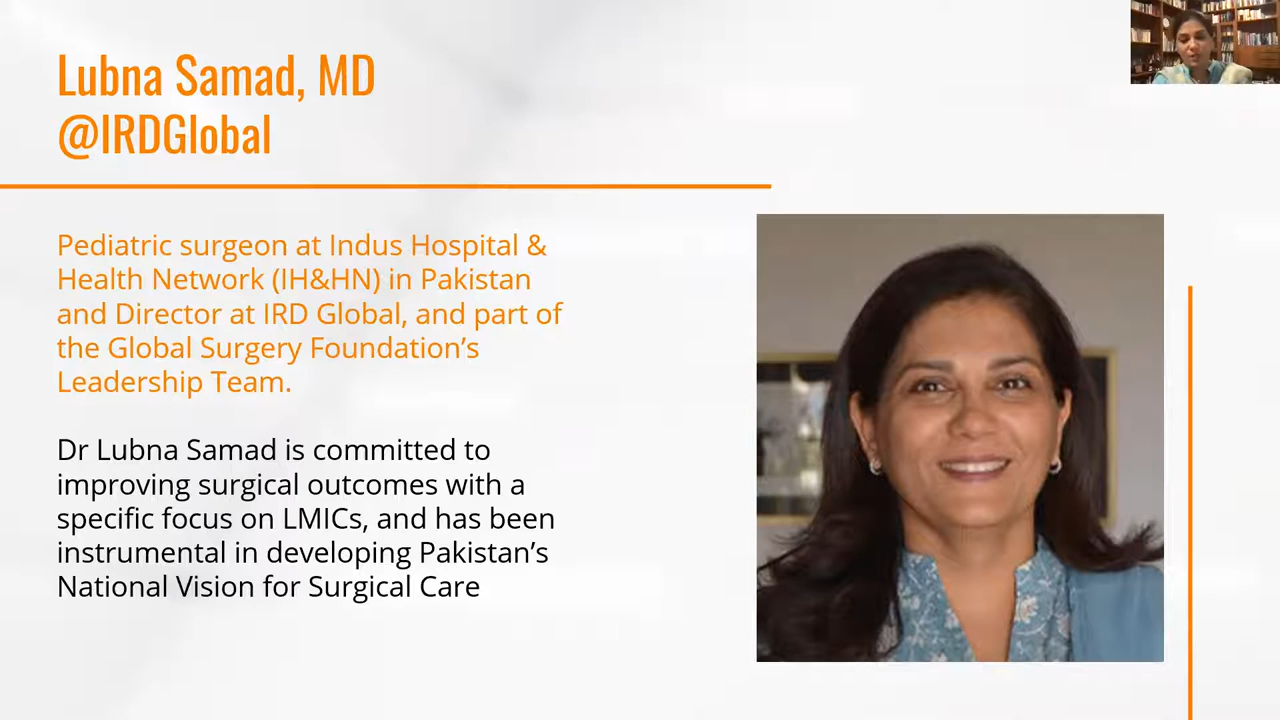 Lubna Samad, MD
@IRDGlobal
Pediatric surgeon at Indus Hospital &
Health Network (IH&HN) in Pakistan
and Director at IRD Global, and part of
the Global Surgery Foundation’s
Leadership Team.
Dr Lubna Samad is committed to
improving surgical outcomes with a
specific focus on LMICs, and has been
instrumental in developing Pakistan’s
National Vision for Surgical Care